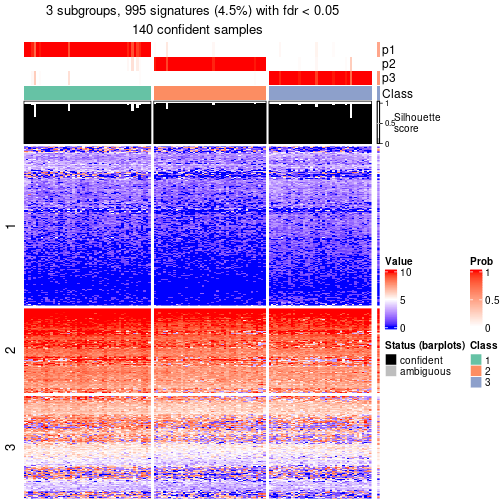 3 subgroups, 995 signatures (4.5%) with fdr < 0.05
140 confident samples
p1
p2
p3
Class
1
0.5
0
Silhouette
score
1
2
3
Value
10
5
0
Prob
1
0.5
0
Status (barplots)
confident
ambiguous
Class
1
2
3